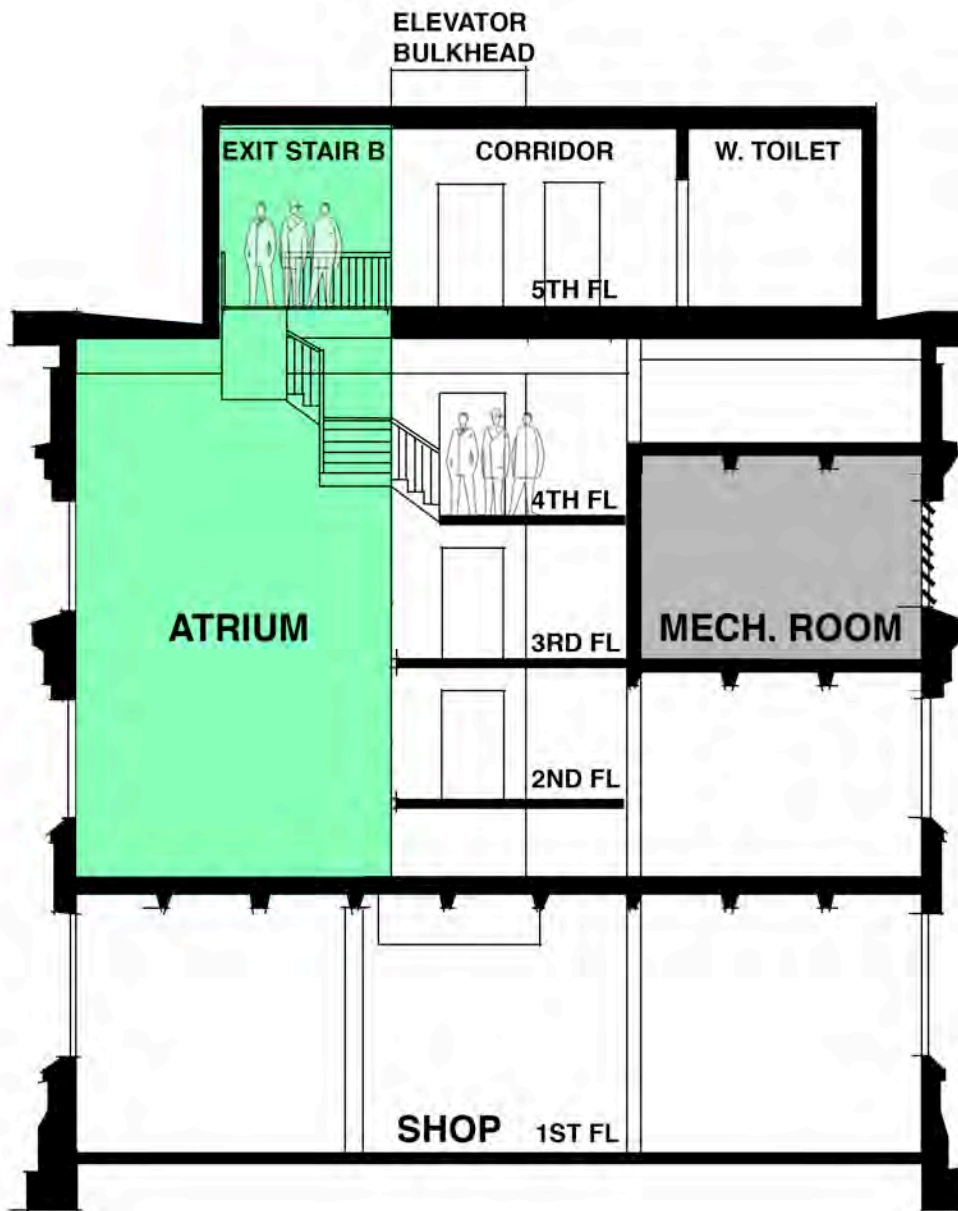 ELEVATOR
BULKHEAD
EXIT STAIR B
CORRIDOR
W. TOILET
5TH FL
4TH FL
ATRIUM
3RD FL
MECH. ROOM
2ND FL
SHOP 1ST FL